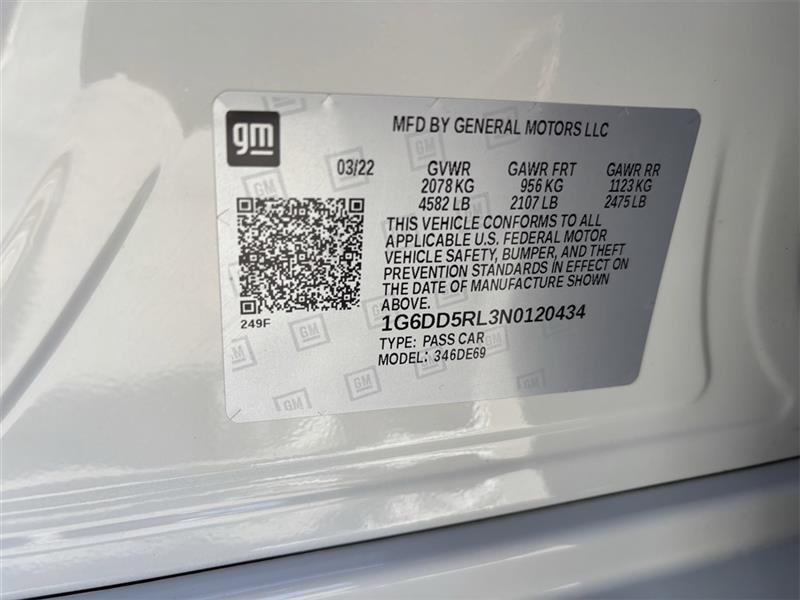 gm
MFD BY GENERAL MOTORS LLC
03/22 GVWR GAWR FRT GAWR RR
2078 KG 956 KG 1123 KG
4582 LB 2107 LB 2475 LB
THIS VEHICLE CONFORMS TO ALL
APPLICABLE U.S. FEDERAL MOTOR
VEHICLE SAFETY, BUMPER, AND THEFT
PREVENTION STANDARDS IN EFFECT ON
THE DATE OF MANUFACTURE SHOWN
ABOVE.
249F
1G6DD5RL3N0120434
TYPE: PASS CAR
MODEL: 346DE69